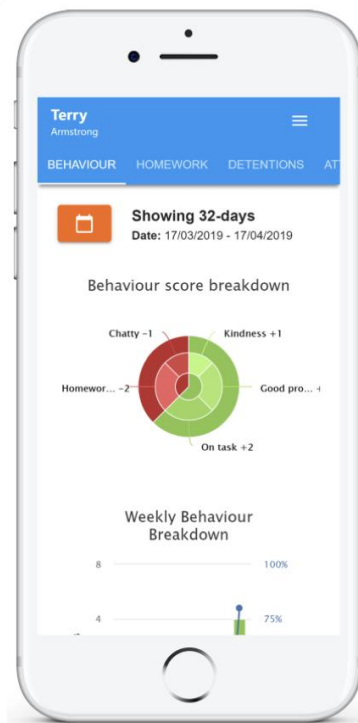 Terry
Armstrong
BEHAVIOUR HOMEWORK DETENTIONS AT
Showing 32-days
Date: 17/03/2019 - 17/04/2019
Behaviour score breakdown
Chatty −1 Kindness +1
Homewor... −2 Good pro... +
On task +2
Weekly Behaviour
Breakdown
8 100%
4 75%